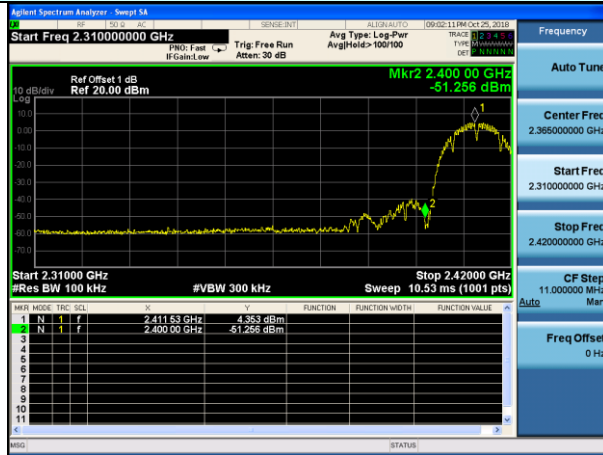 Agilent Spectrum Analyzer - Swept SA
RF 50 Ω AC SENSE:INT ALIGNAUTO 09:02:11 PM Oct 25, 2018
Start Freq 2.310000000 GHz
PNO: Fast
IFGain:Low
Trig: Free Run
Atten: 30 dB
Avg Type: Log-Pwr
Avg|Hold>100/100
TRACE 1 2 3 4 5 6
TYPE M
DET P N N N N N
Ref Offset 1 dB
10 dB/div Ref 20.00 dBm
Log
Mkr2 2.400 00 GHz
-51.256 dBm
10.0
0.00
-10.0
-20.0
-30.0
-40.0
-50.0
-60.0
-70.0
1
2
Start 2.31000 GHz Stop 2.42000 GHz
#Res BW 100 kHz #VBW 300 kHz Sweep 10.53 ms (1001 pts)
MKR MODE TRC SCL X Y FUNCTION FUNCTION WIDTH FUNCTION VALUE
1 N 1 f 2.411 53 GHz 4.353 dBm
2 N 1 f 2.400 00 GHz -51.256 dBm
3
4
5
6
7
8
9
10
11
MSG STATUS
Frequency
Auto Tune
Center Freq
2.365000000 GHz
Start Freq
2.310000000 GHz
Stop Freq
2.420000000 GHz
CF Step
11.000000 MHz
Auto Man
Freq Offset
0 Hz